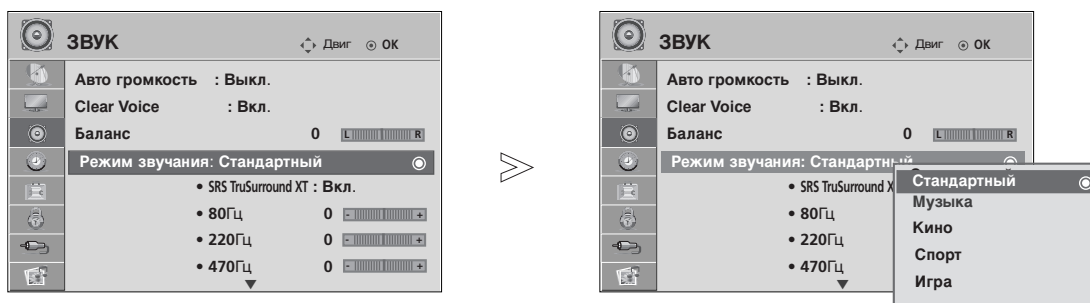 ЗВУК
Двиг OK
Авто громкость : Выкл.
Clear Voice : Вкл.
Баланс 0 L R
Режим звучания: Стандартный
• SRS TruSurround XT : Вкл.
• 80Гц 0 - +
• 220Гц 0 - +
• 470Гц 0 - +
ЗВУК
Двиг OK
Авто громкость : Выкл.
Clear Voice : Вкл.
Баланс 0 L R
Режим звучания: Стандартный
• SRS TruSurround X
• 80Гц
• 220Гц
• 470Гц
Стандартный
Музыка
Кино
Спорт
Игра